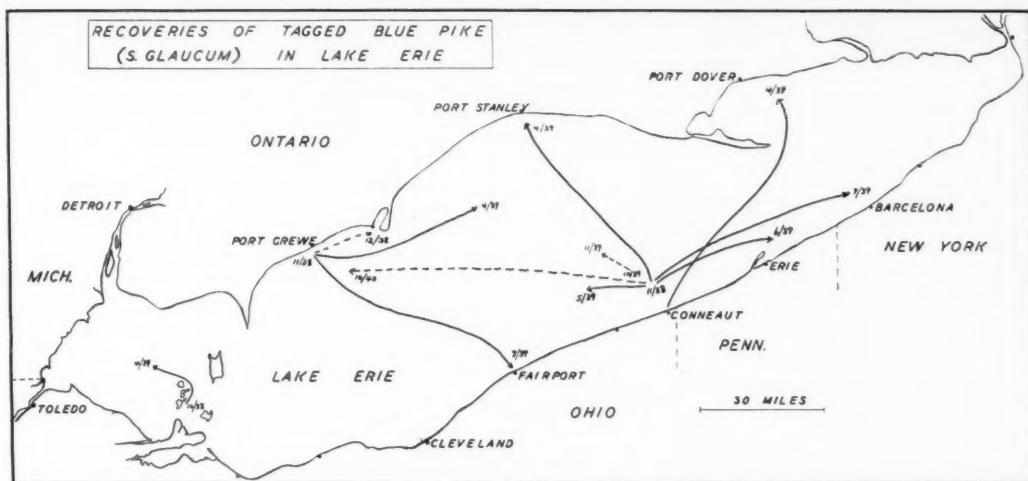 RECOVERIES OF TAGGED BLUE PIKE
(S. GLAUCUM) IN LAKE ERIE
PORT DOVER
4/39
PORT STANLEY
4/39
ONTARIO
DETROIT
4/39
7/39
BARCELONA
PORT CREWE
12/38
6/39
NEW YORK
11/38
11/39
MICH.
10/40
10/39
ERIE
5/39
11/38
CONNEAUT
PENN.
7/39
LAKE ERIE
FAIRPORT
10/38
30 MILES
TOLEDO
OHIO
CLEVELAND